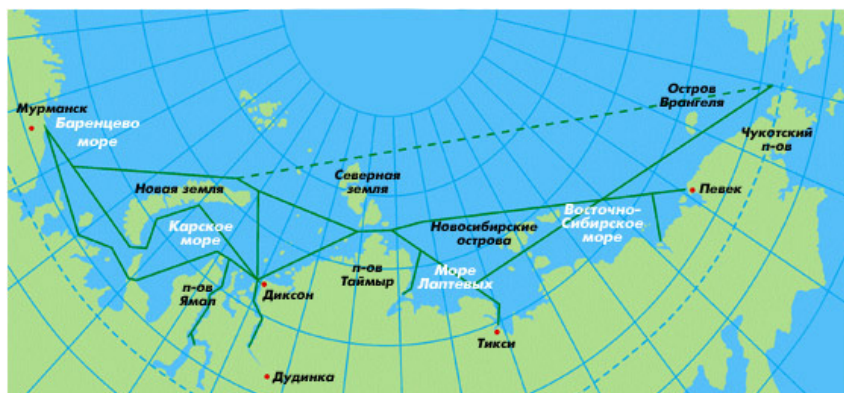 Мурманск
Баренцево
море
Новая земля
Карское
море
п-ов
Ямал
Диксон
Дудинка
Северная
земля
п-ов
Таймыр
Море
Лаптевых
Тикси
Новосибирские
острова
Восточно-
Сибирское
море
Певек
Остров
Врангеля
Чукотский
п-ов